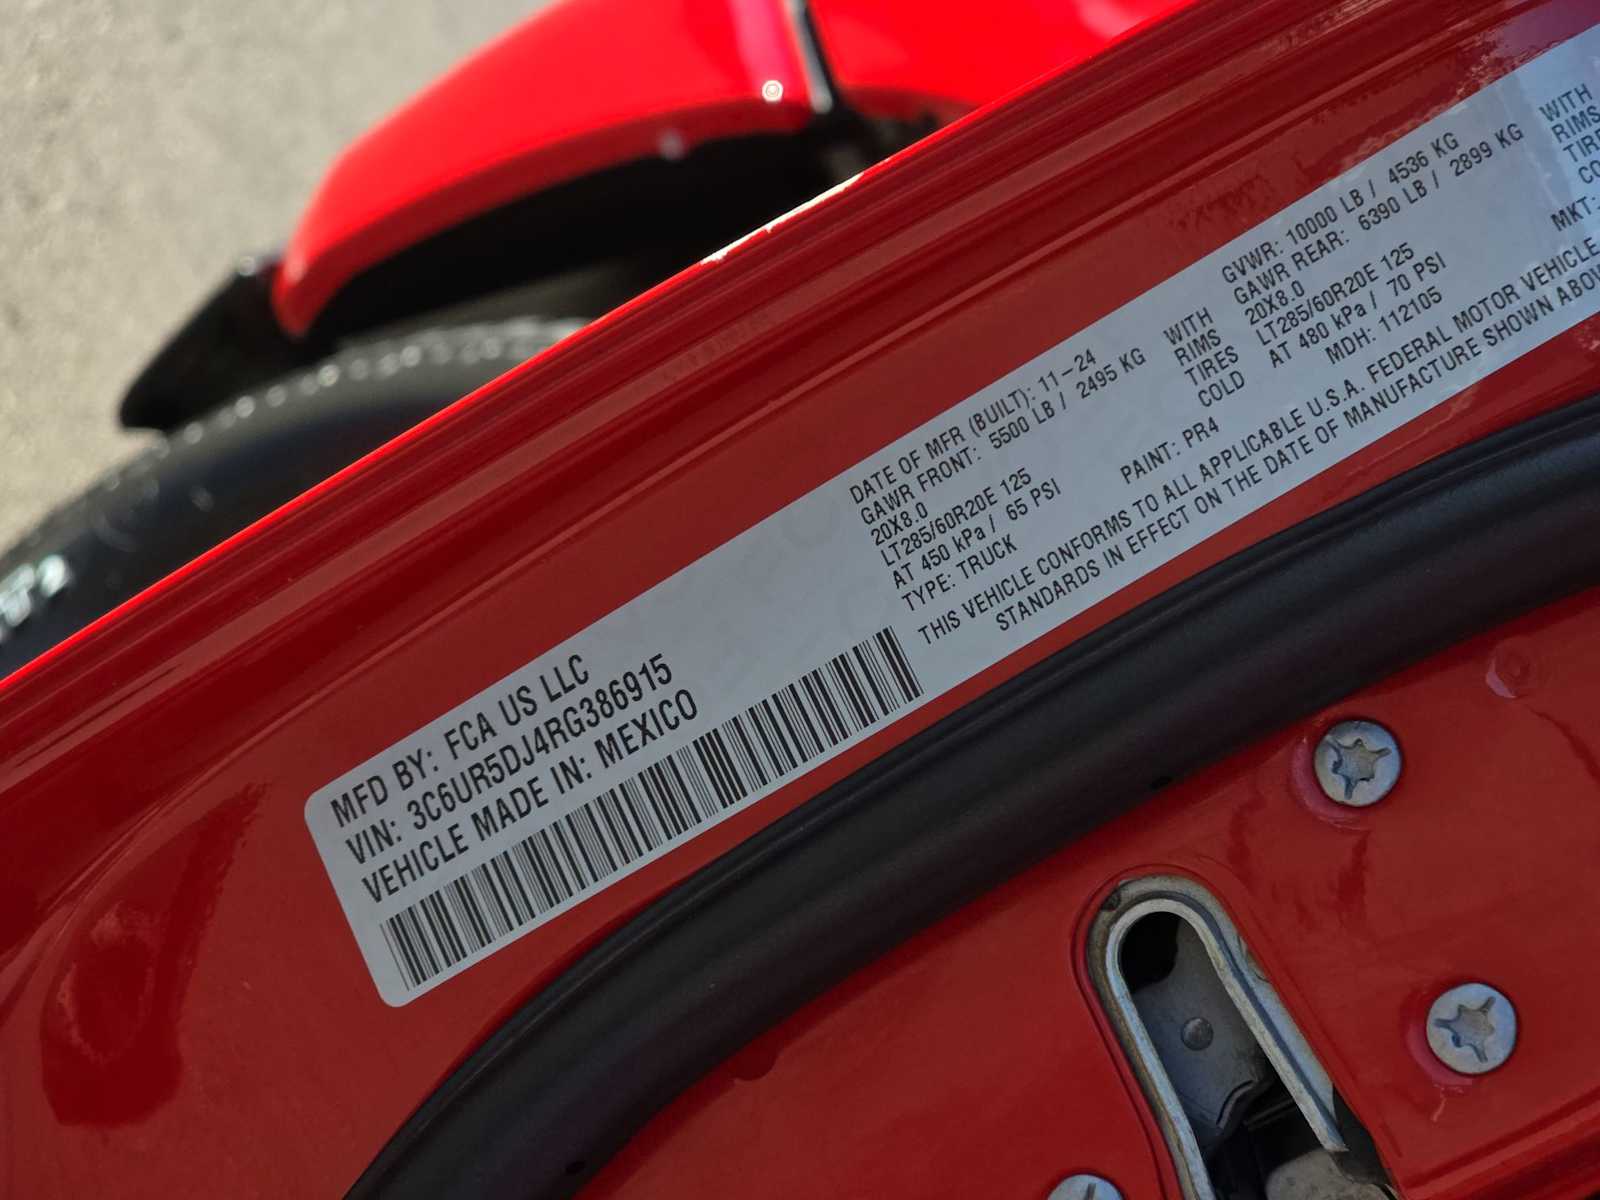 MFD BY: FCA US LLC
VIN: 3C6UR5DJ4RG386915
VEHICLE MADE IN: MEXICO
DATE OF MFR (BUILT): 11-24
GAWR FRONT: 5500 LB / 2495 KG
20X8.0
LT285/60R20E 125
AT 450 kPa / 65 PSI
TYPE: TRUCK
PAINT: PR4
WITH
RIMS
TIRES
COLD
GVWR: 10000 LB / 4536 KG
GAWR REAR: 6390 LB / 2899 KG
20X8.0
LT285/60R20E 125
AT 480 kPa / 70 PSI
MDH: 112105
WITH
RIMS
MKT:
THIS VEHICLE CONFORMS TO ALL APPLICABLE U.S.A. FEDERAL MOTOR VEHICLE
STANDARDS IN EFFECT ON THE DATE OF MANUFACTURE SHOWN